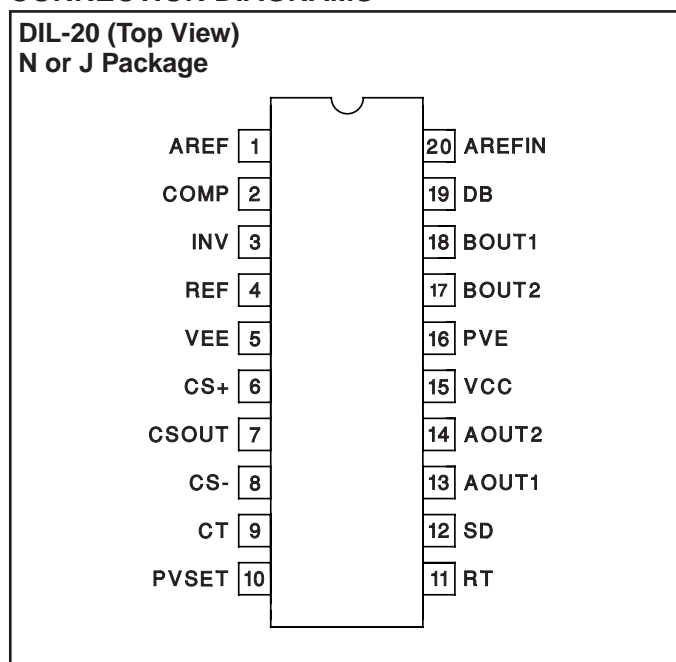 CONNECTION DIAGRAMS
DIL-20 (Top View)
N or J Package
AREF 1 20 AREFIN
COMP 2 19 DB
INV 3 18 BOUT1
REF 4 17 BOUT2
VEE 5 16 PVE
CS+ 6 15 VCC
CSOUT 7 14 AOUT2
CS- 8 13 AOUT1
CT 9 12 SD
PVSET 10 11 RT